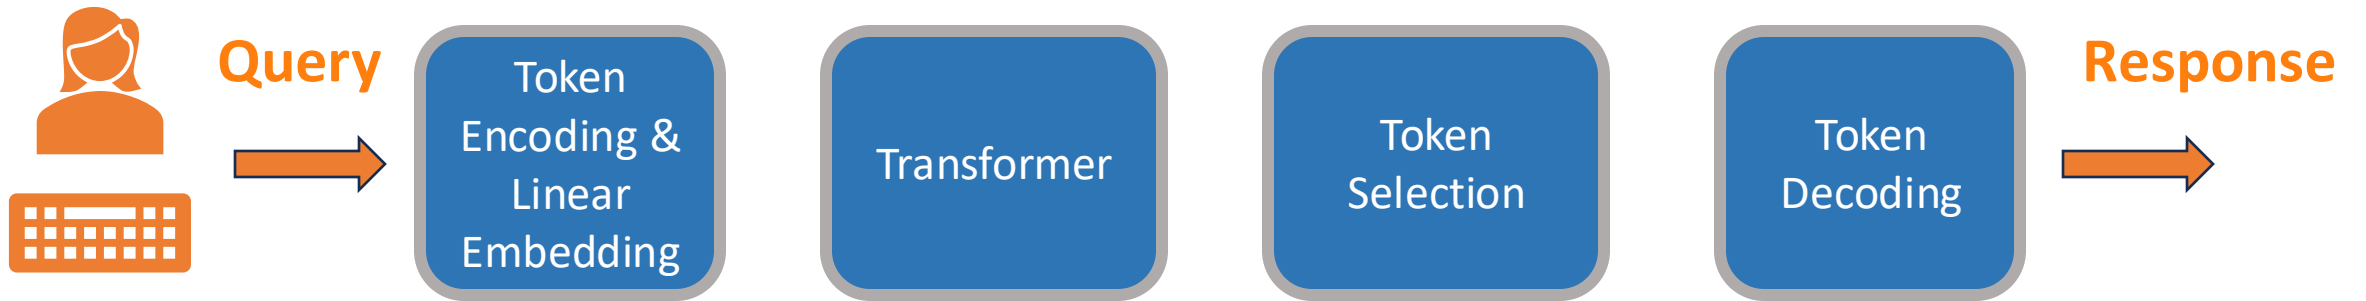 Query
Token
Encoding &
Linear
Embedding
Transformer
Token
Selection
Token
Decoding
Response